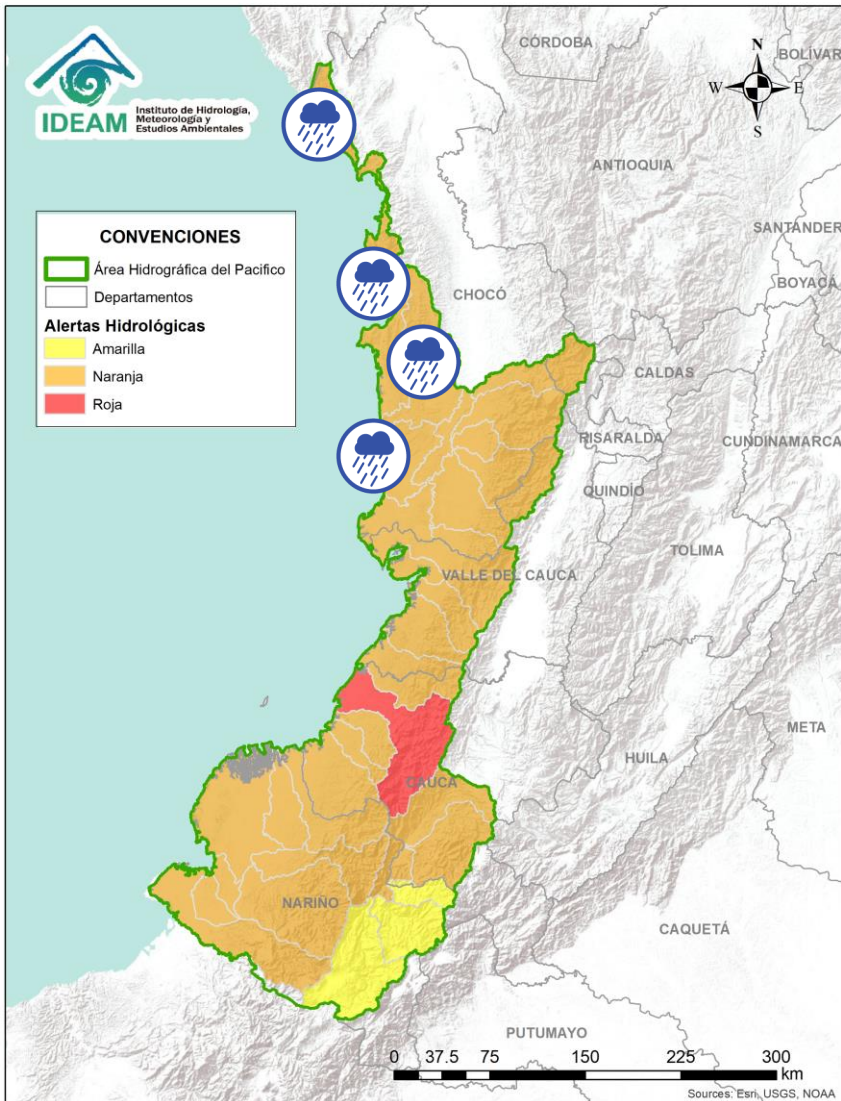 IDEAM
Instituto de Hidrología,
Meteorología y
Estudios Ambientales
CÓRDOBA
BOLÍVAR
N
W
E
S
ANTIOQUIA
SANTANDER
CONVENCIONES
Área Hidrográfica del Pacifico
Departamentos
Alertas Hidrológicas
Amarilla
Naranja
Roja
BOYACÁ
CHOCÓ
CALDAS
RISARALDA
CUNDINAMARCA
QUINDÍO
TOLIMA
VALLE DEL CAUCA
META
HUILA
CAUCA
NARIÑO
CAQUETÁ
PUTUMAYO
0 37.5 75 150 225 300
km
Sources: Esri, USGS, NOAA